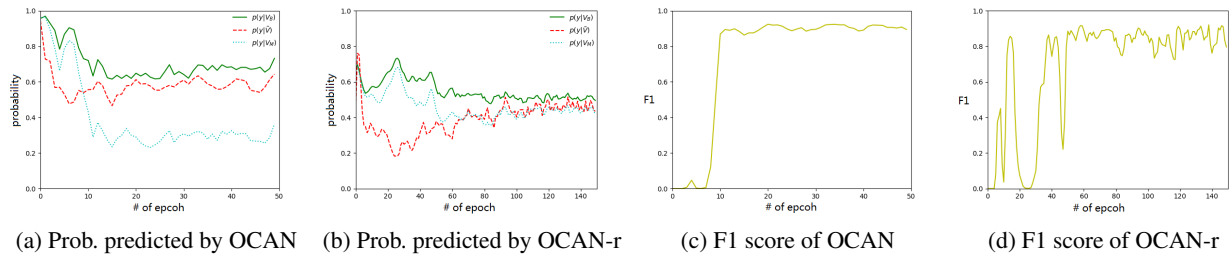 1.0
0.8
0.6
0.4
0.2
0.0
probability
0 10 20 30 40 50
# of epcoh
p(y|V_B)
p(y|Ṽ)
p(y|V_M)
(a) Prob. predicted by OCAN
1.0
0.8
0.6
0.4
0.2
0.0
probability
0 20 40 60 80 100 120 140
# of epoch
p(y|V_B)
p(y|Ṽ)
p(y|V_M)
(b) Prob. predicted by OCAN-r
1.0
0.8
0.6
F1
0.4
0.2
0.0
0 10 20 30 40 50
# of epcoh
(c) F1 score of OCAN
1.0
0.8
0.6
F1
0.4
0.2
0.0
0 20 40 60 80 100 120 140
# of epcoh
(d) F1 score of OCAN-r